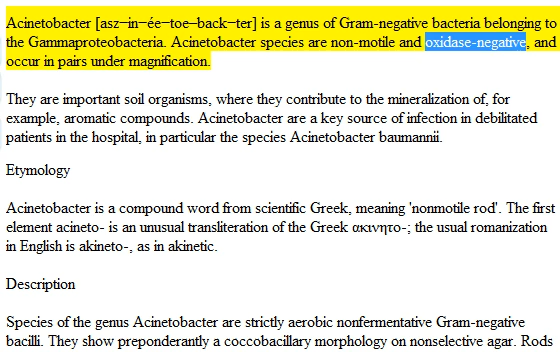 Acinetobacter [asz−in−ée−toe−back−ter] is a genus of Gram-negative bacteria belonging to
the Gammaproteobacteria. Acinetobacter species are non-motile and oxidase-negative, and
occur in pairs under magnification.
They are important soil organisms, where they contribute to the mineralization of, for
example, aromatic compounds. Acinetobacter are a key source of infection in debilitated
patients in the hospital, in particular the species Acinetobacter baumannii.
Etymology
Acinetobacter is a compound word from scientific Greek, meaning 'nonmotile rod'. The first
element acineto- is an unusual transliteration of the Greek ακινητο-; the usual romanization
in English is akineto-, as in akinetic.
Description
Species of the genus Acinetobacter are strictly aerobic nonfermentative Gram-negative
bacilli. They show preponderantly a coccobacillary morphology on nonselective agar. Rods